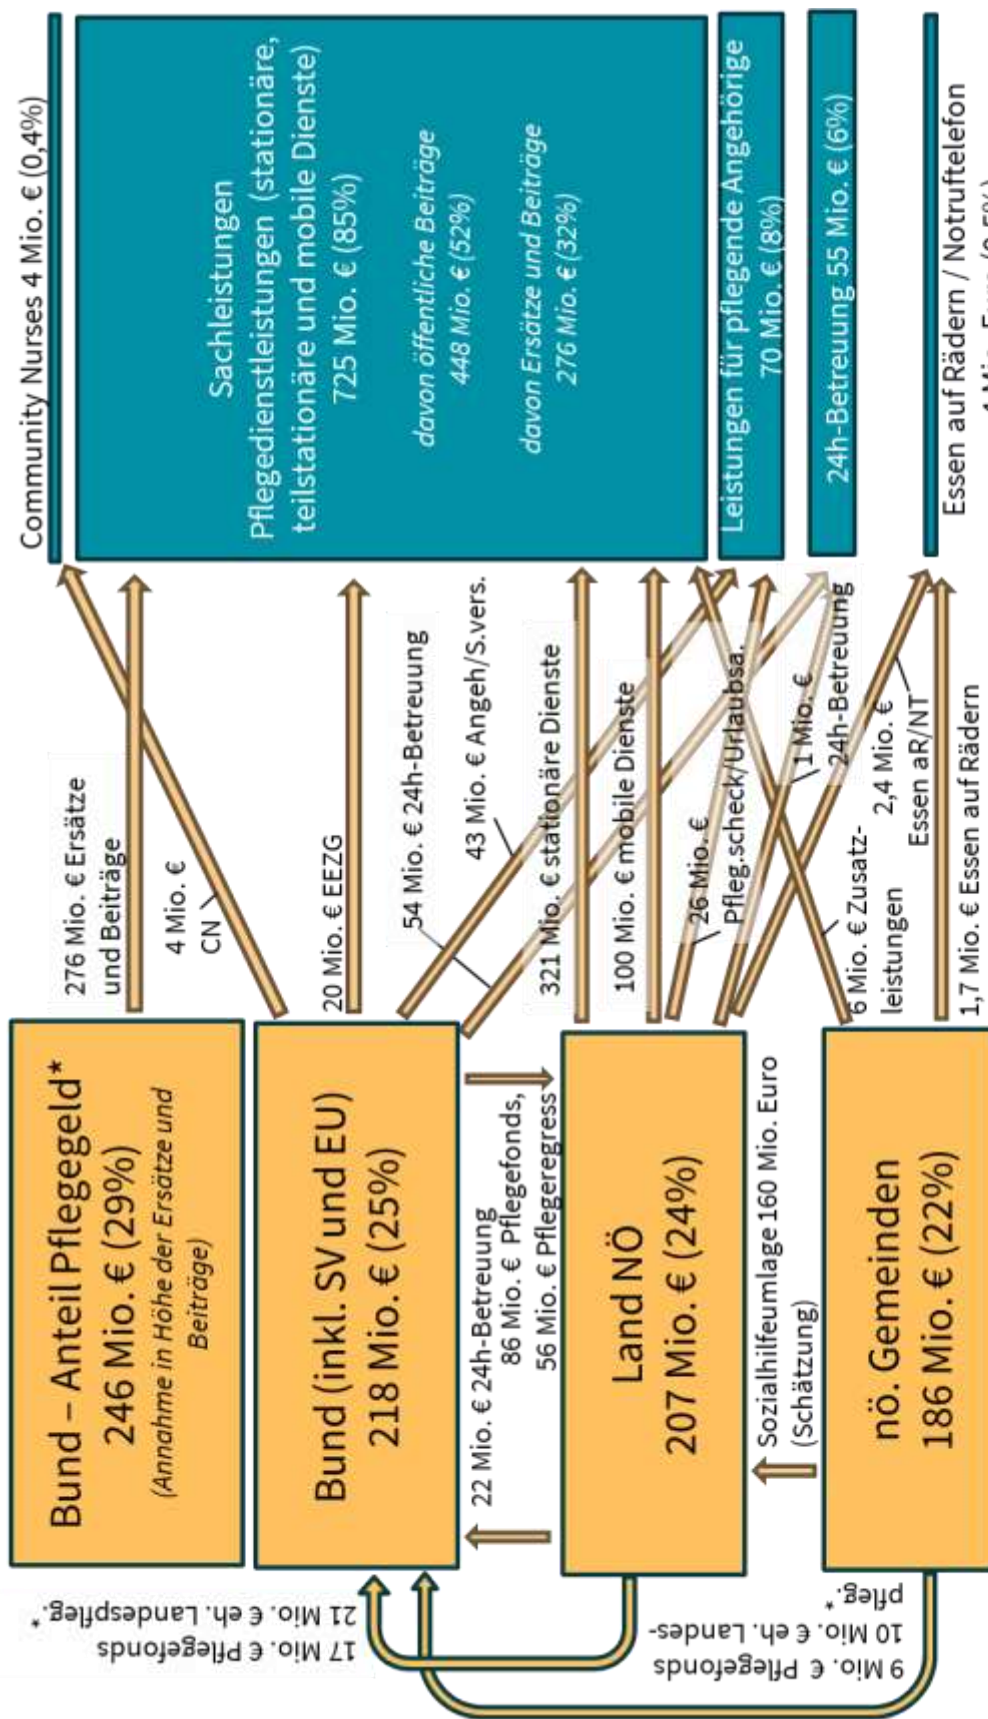 Bund – Anteil Pflegegeld*
246 Mio. € (29%)
(Annahme in Höhe der Ersätze und
Beiträge)
Bund (inkl. SV und EU)
218 Mio. € (25%)
22 Mio. € 24h-Betreuung
86 Mio. € Pflegefonds,
56 Mio. € Pflegeregress
Land NÖ
207 Mio. € (24%)
Sozialhilfeumlage 160 Mio. Euro
(Schätzung)
nö. Gemeinden
186 Mio. € (22%)
17 Mio. € Pflegefonds
21 Mio. € eh. Landespfleg.*
9 Mio. € Pflegefonds
10 Mio. € eh. Landes-
pfleg.*
276 Mio. € Ersätze
und Beiträge
4 Mio. €
CN
20 Mio. € EEZG
54 Mio. € 24h-Betreuung
43 Mio. € Angeh/S.vers.
321 Mio. € stationäre Dienste
100 Mio. € mobile Dienste
26 Mio. €
Pfleg.scheck/Urlaubsa.
1 Mio. €
24h-Betreuung
6 Mio. € Zusatz-
leistungen
2,4 Mio. €
Essen aR/NT
1,7 Mio. € Essen auf Rädern
Community Nurses 4 Mio. € (0,4%)
Sachleistungen
Pflegedienstleistungen (stationäre,
teilstationäre und mobile Dienste)
725 Mio. € (85%)
davon öffentliche Beiträge
448 Mio. € (52%)
davon Ersätze und Beiträge
276 Mio. € (32%)
Leistungen für pflegende Angehörige
70 Mio. € (8%)
24h-Betreuung 55 Mio. € (6%)
Essen auf Rädern / Notruftelefon
4 Mio. Euro (0,5%)